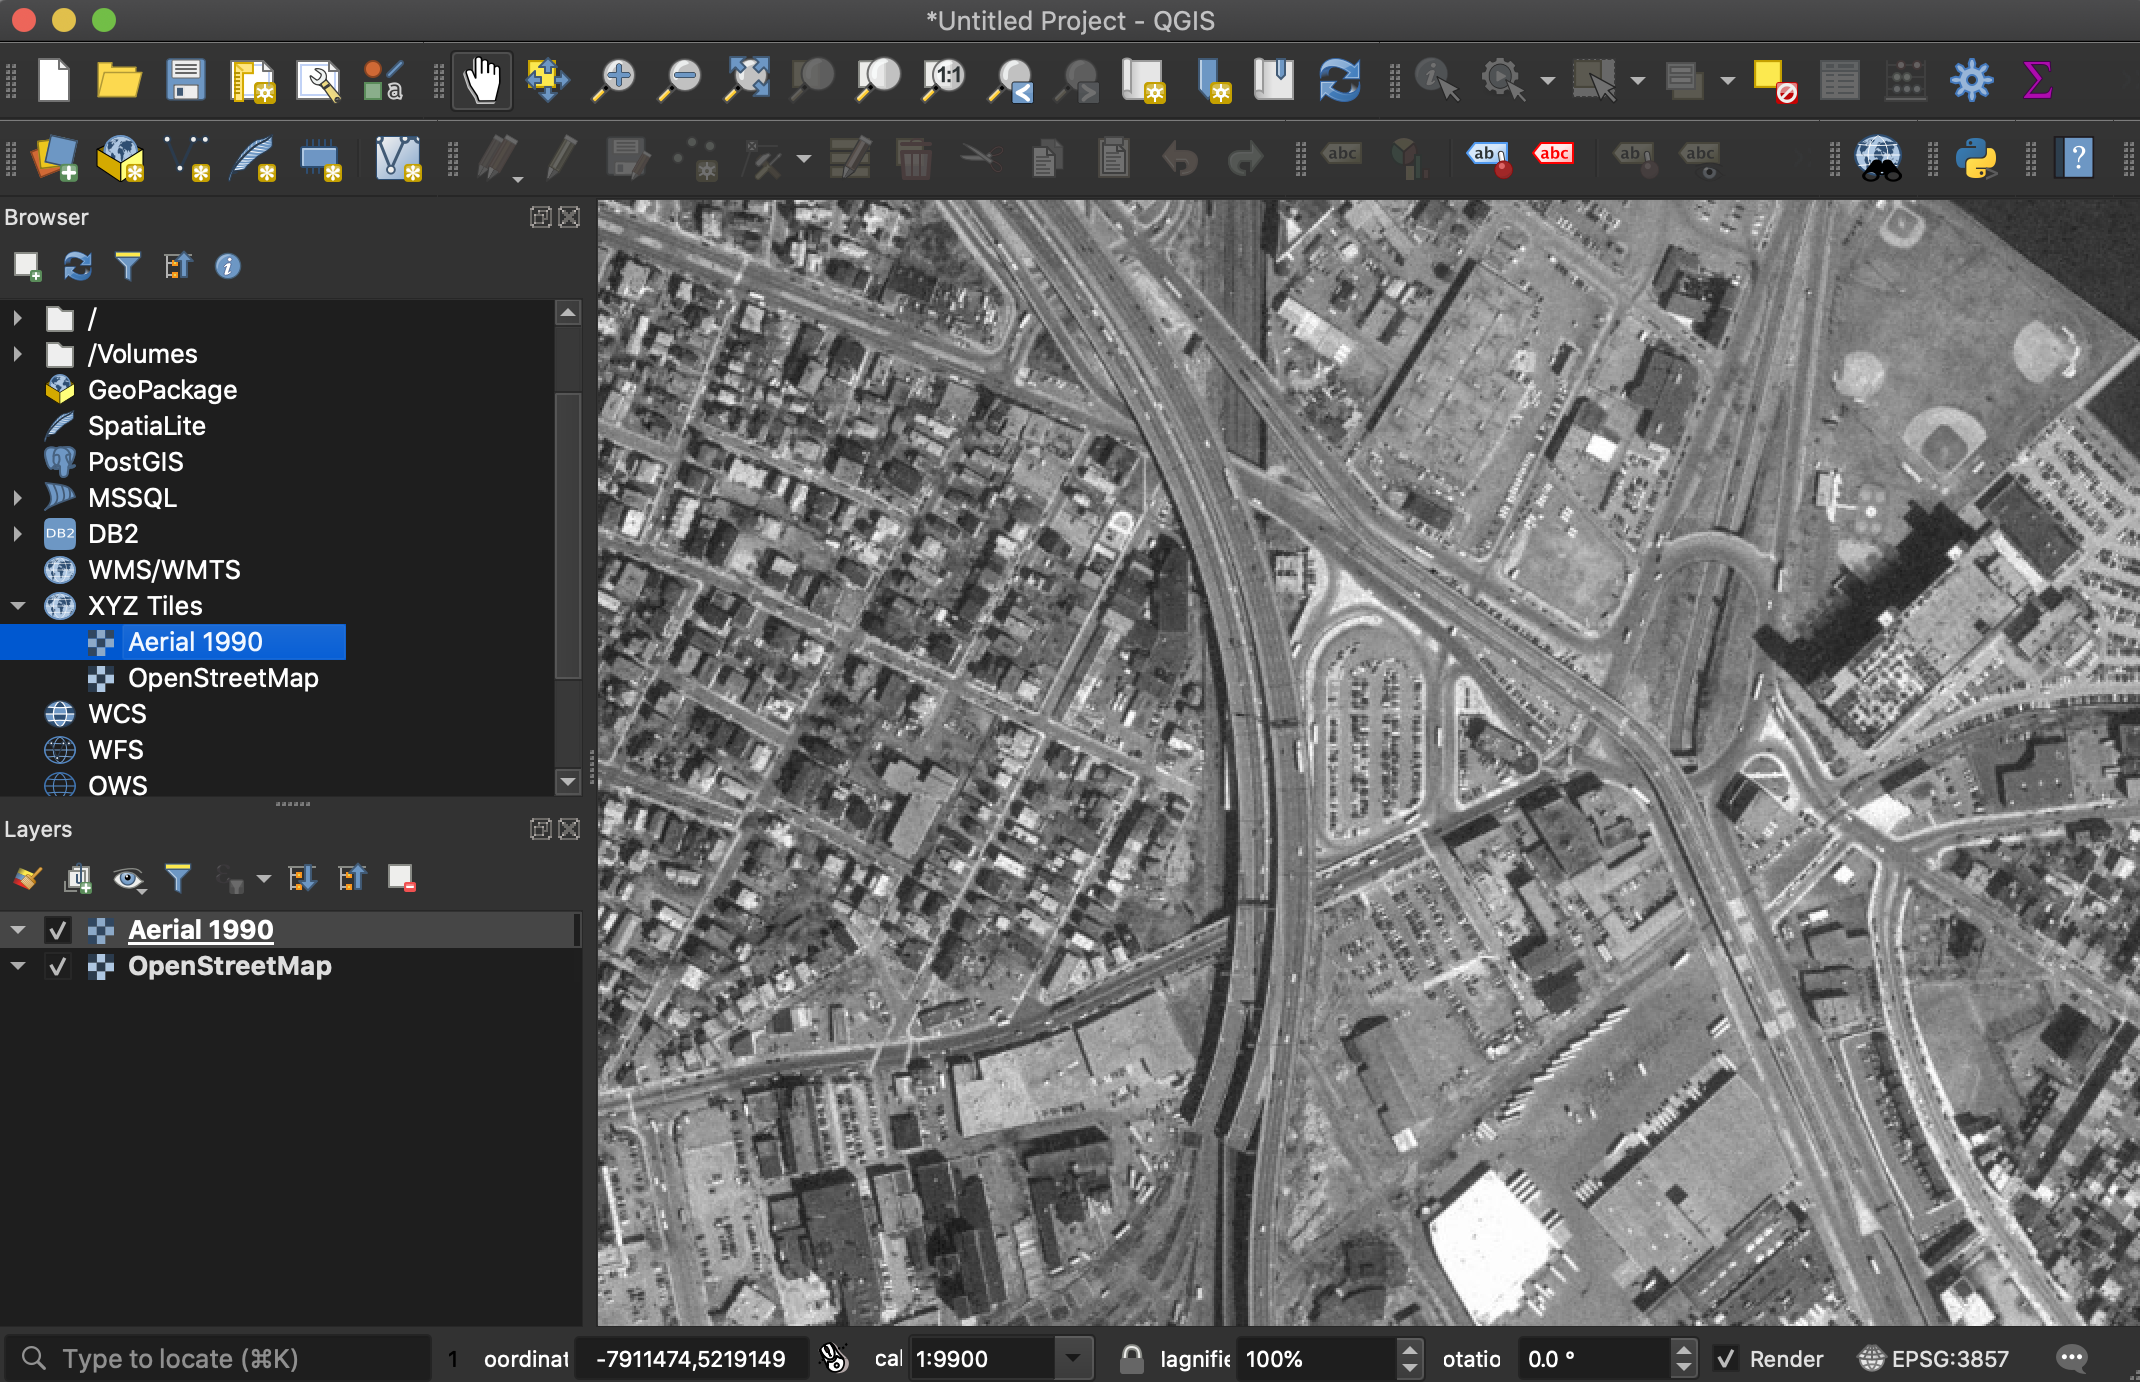 *Untitled Project - QGIS
1:1
a
abc
ab
abc
ab
abc
?
Browser
/
/Volumes
GeoPackage
SpatiaLite
PostGIS
MSSQL
DB2 DB2
WMS/WMTS
XYZ Tiles
Aerial 1990
OpenStreetMap
WCS
WFS
OWS
Layers
Aerial 1990
OpenStreetMap
Type to locate (⌘K) 1 oordinat -7911474,5219149 cal 1:9900 lagnifie 100% otatio 0.0 ° Render EPSG:3857